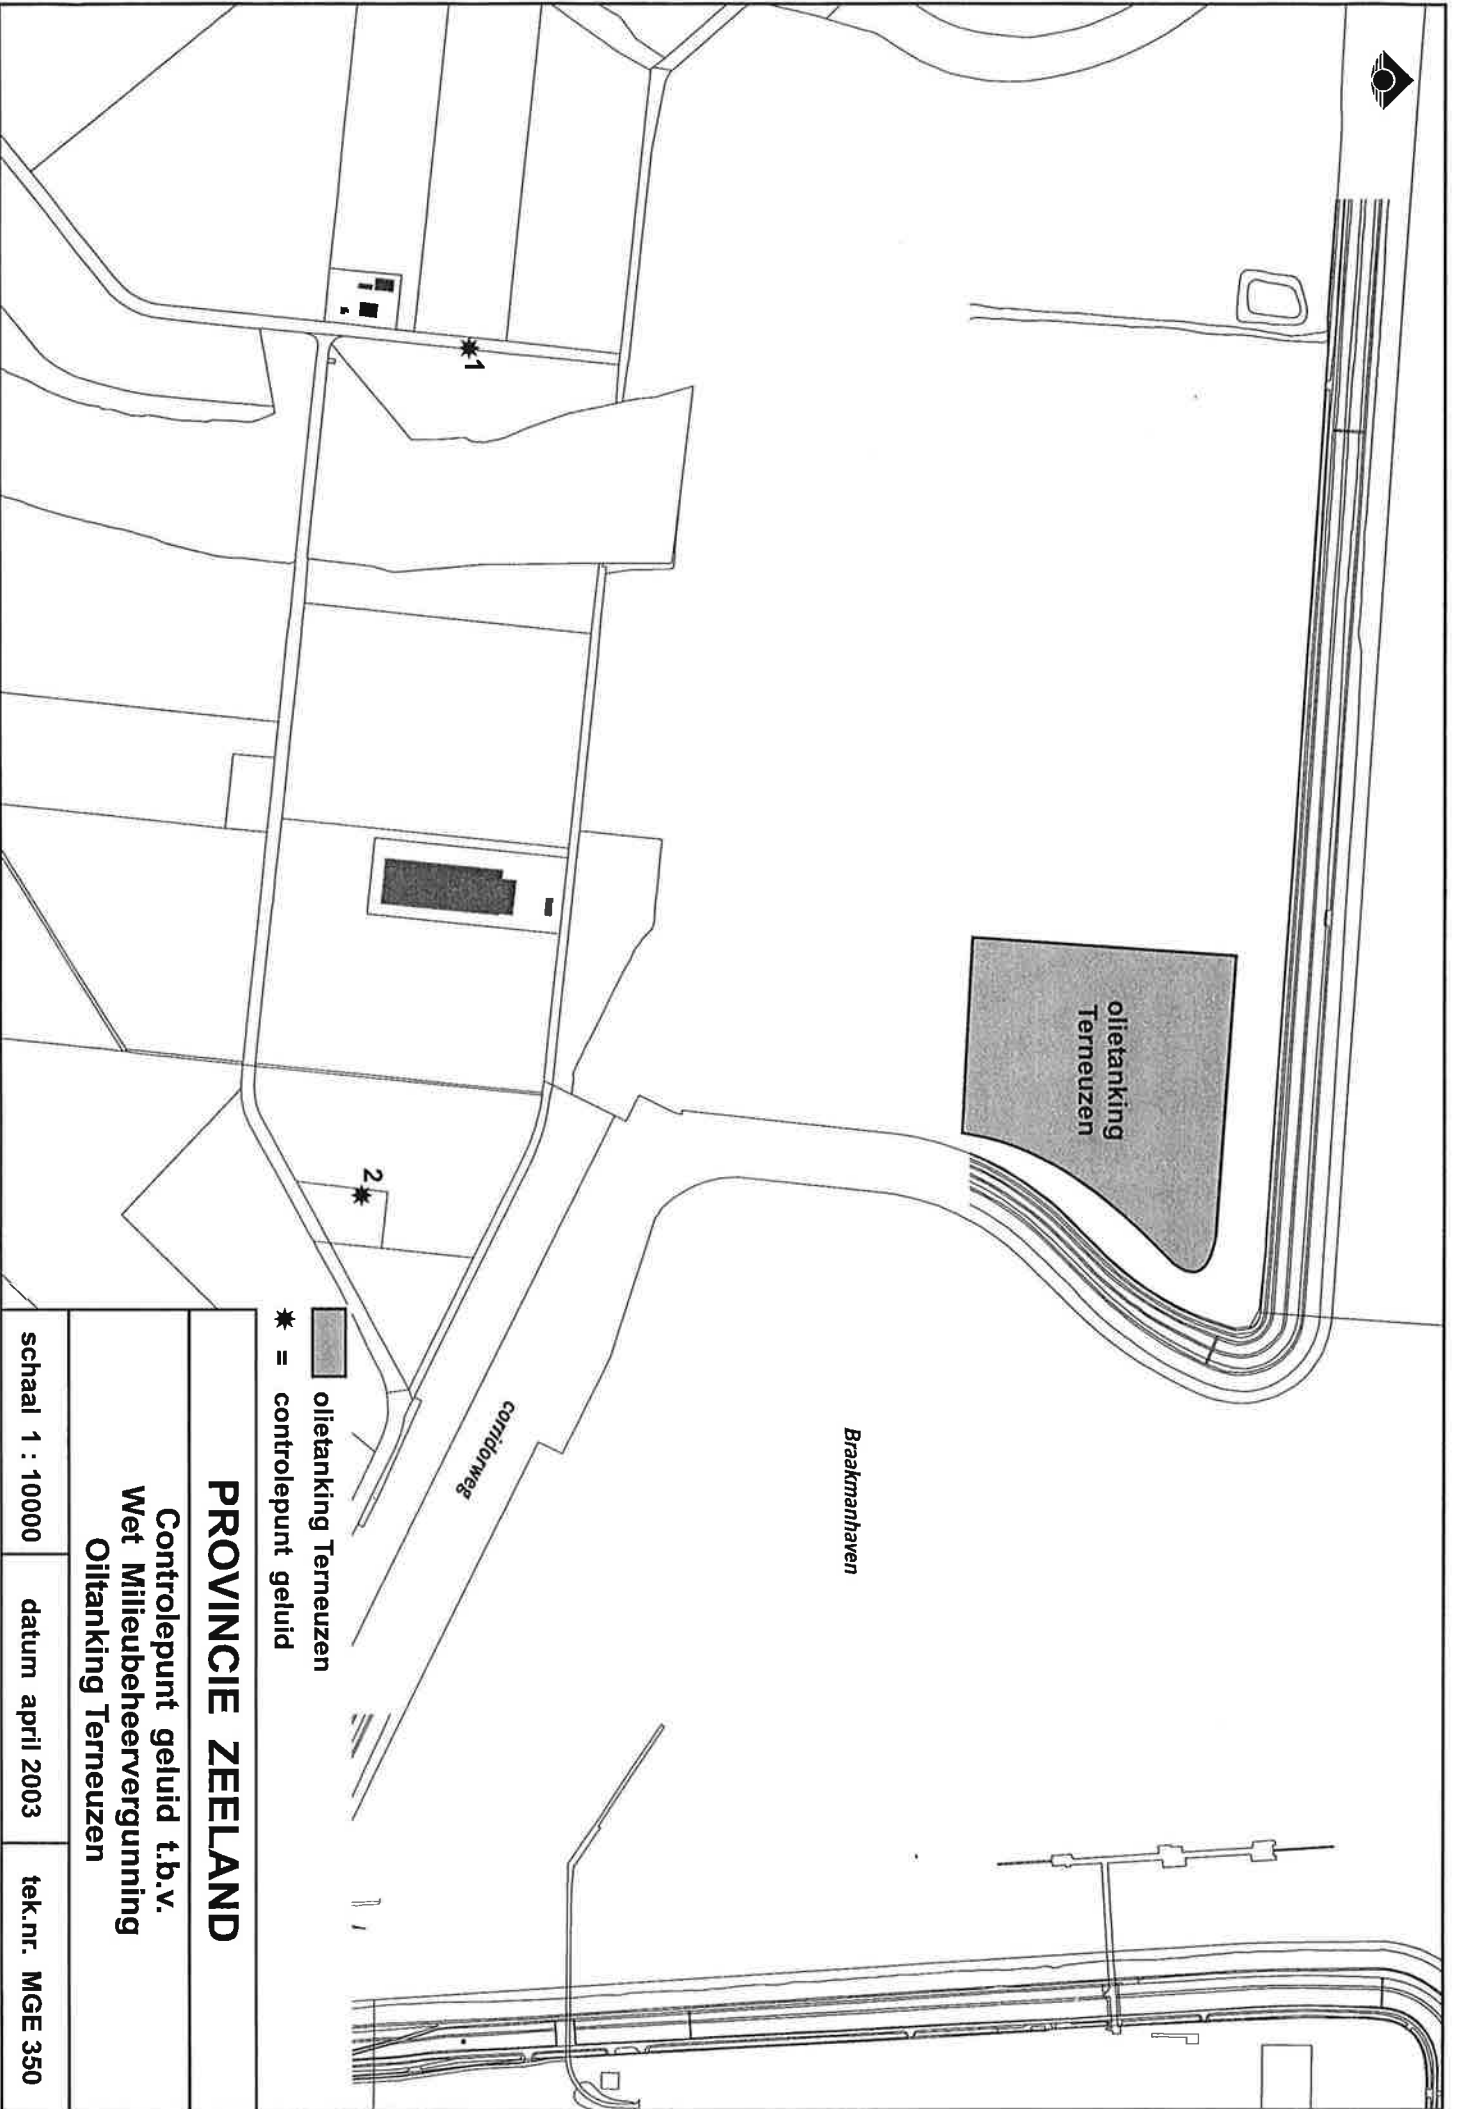 1
olietanking
Terneuzen
2
Braakmanhaven
corridorweg
olietanking Terneuzen
= controlepunt geluid
PROVINCIE ZEELAND
Controlepunt geluid t.b.v.
Wet Milieubeheervergunning
Oiltanking Terneuzen
schaal 1 : 10000
datum april 2003
tek.nr. MGE 350